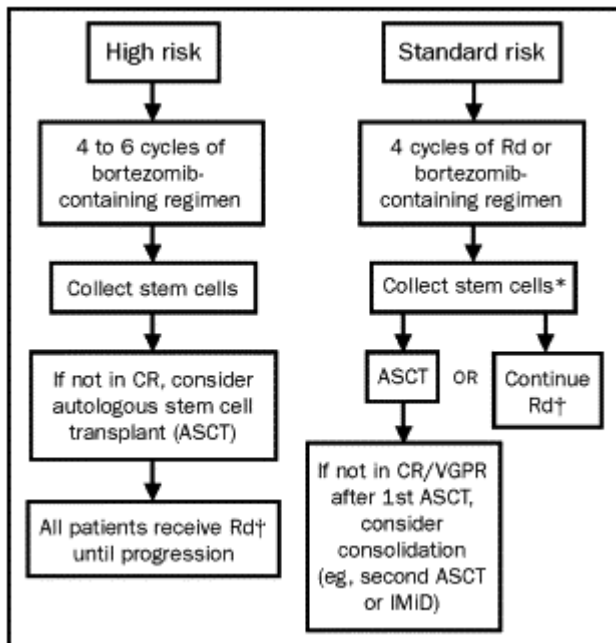 High risk
4 to 6 cycles of
bortezomib-
containing regimen
Collect stem cells
If not in CR, consider
autologous stem cell
transplant (ASCT)
All patients receive Rd†
until progression
Standard risk
4 cycles of Rd or
bortezomib-
containing regimen
Collect stem cells*
ASCT
OR
Continue
Rd†
If not in CR/VGPR
after 1st ASCT,
consider
consolidation
(eg, second ASCT
or IMiD)